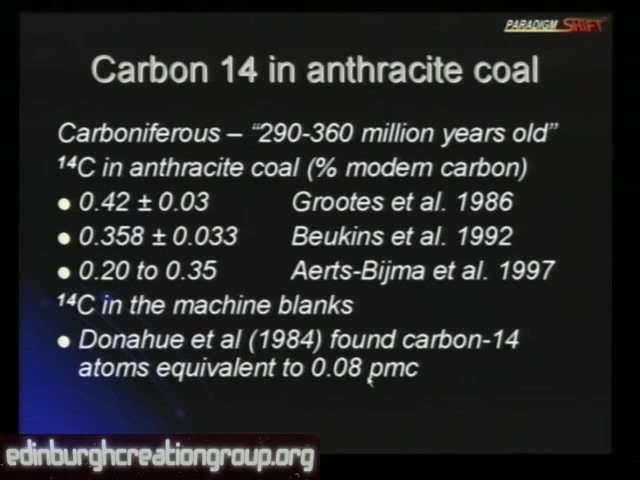 PARADIGM SHIFT
Carbon 14 in anthracite coal
Carboniferous – “290-360 million years old”
¹⁴C in anthracite coal (% modern carbon)
● 0.42 ± 0.03 Grootes et al. 1986
● 0.358 ± 0.033 Beukins et al. 1992
● 0.20 to 0.35 Aerts-Bijma et al. 1997
¹⁴C in the machine blanks
● Donahue et al (1984) found carbon-14
atoms equivalent to 0.08 pmc
edinburghcreationgroup.org